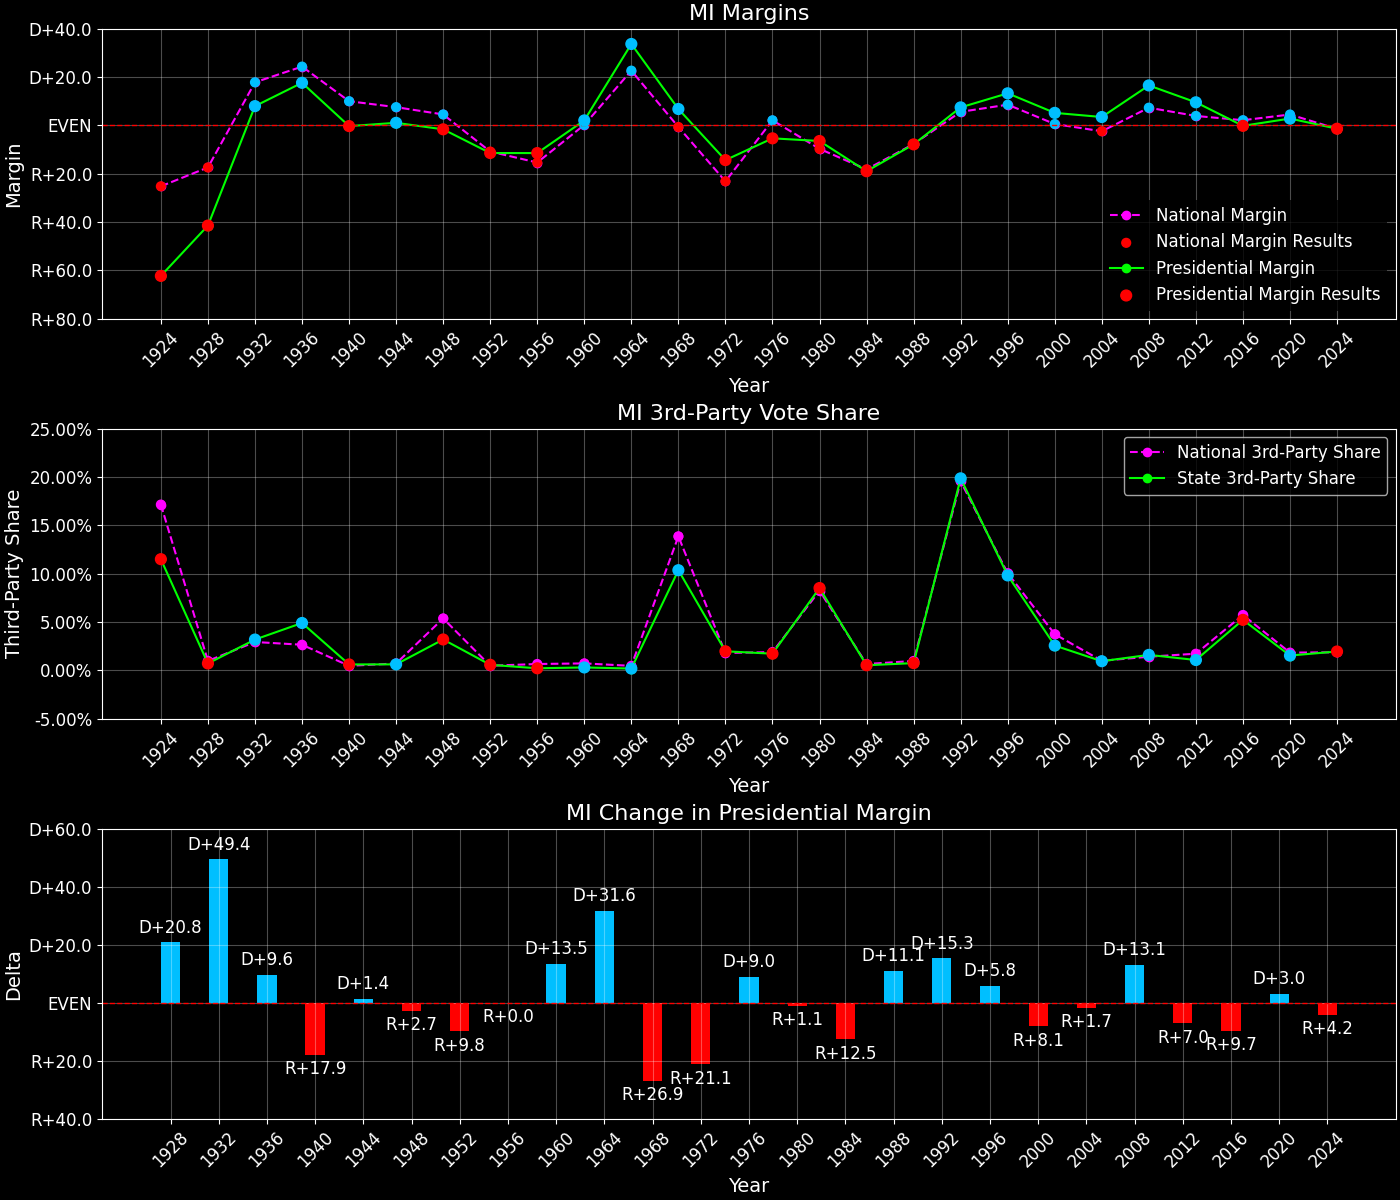 MI Margins
D+40.0
D+20.0
EVEN
R+20.0
R+40.0
R+60.0
R+80.0
Margin
National Margin
National Margin Results
Presidential Margin
Presidential Margin Results
1924 1928 1932 1936 1940 1944 1948 1952 1956 1960 1964 1968 1972 1976 1980 1984 1988 1992 1996 2000 2004 2008 2012 2016 2020 2024
Year
MI 3rd-Party Vote Share
25.00%
20.00%
15.00%
10.00%
5.00%
0.00%
-5.00%
Third-Party Share
National 3rd-Party Share
State 3rd-Party Share
1924 1928 1932 1936 1940 1944 1948 1952 1956 1960 1964 1968 1972 1976 1980 1984 1988 1992 1996 2000 2004 2008 2012 2016 2020 2024
Year
MI Change in Presidential Margin
D+60.0
D+40.0
D+20.0
EVEN
R+20.0
R+40.0
Delta
D+20.8
D+49.4
D+9.6
R+17.9
D+1.4
R+2.7
R+9.8
R+0.0
D+13.5
D+31.6
R+26.9
R+21.1
D+9.0
R+1.1
R+12.5
D+11.1
D+15.3
D+5.8
R+8.1
R+1.7
D+13.1
R+7.0
R+9.7
D+3.0
R+4.2
1928 1932 1936 1940 1944 1948 1952 1956 1960 1964 1968 1972 1976 1980 1984 1988 1992 1996 2000 2004 2008 2012 2016 2020 2024
Year